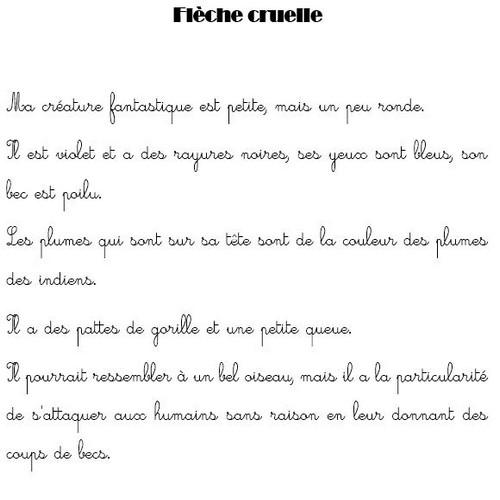 Flèche cruelle
Ma créature fantastique est petite, mais un peu ronde.
Il est violet et a des rayures noires, ses yeux sont bleus, son
bec est poilu.
Les plumes qui sont sur sa tête sont de la couleur des plumes
des indiens.
Il a des pattes de gorille et une petite queue.
Il pourrait ressembler à un bel oiseau, mais il a la particularité
de s'attaquer aux humains sans raison en leur donnant des
coups de becs.